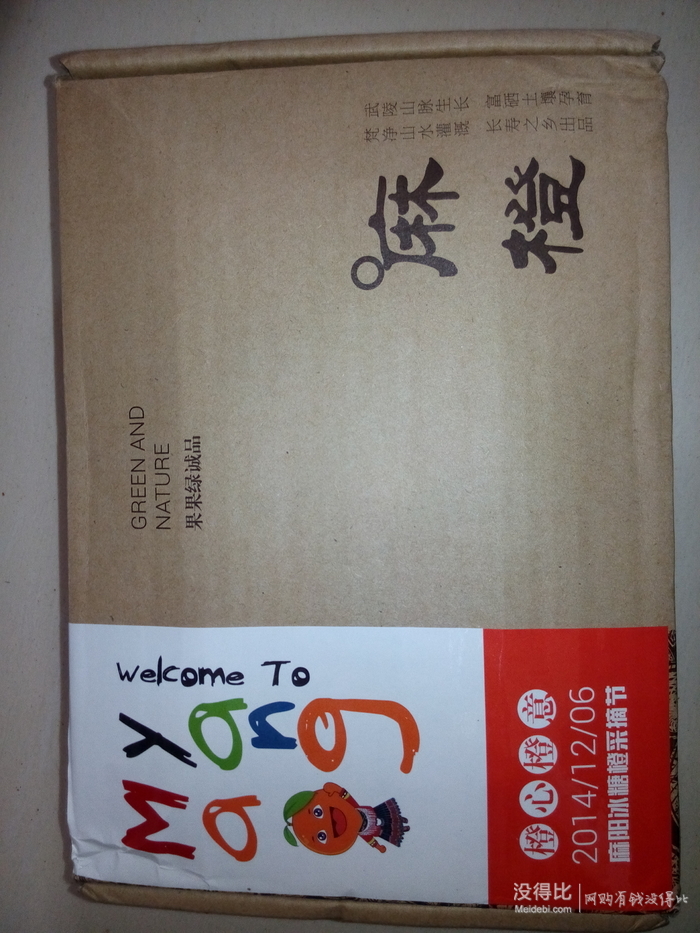 武陵山脉生长 富硒土壤孕育
梵净山水灌溉 长寿之乡出品
麻橙
GREEN AND
NATURE
果果绿诚品
welcome To
Ma
yang
橙心橙意
2014/12/06
麻阳冰糖橙采摘节
没得比
Meidebi.com
网购有钱没得比